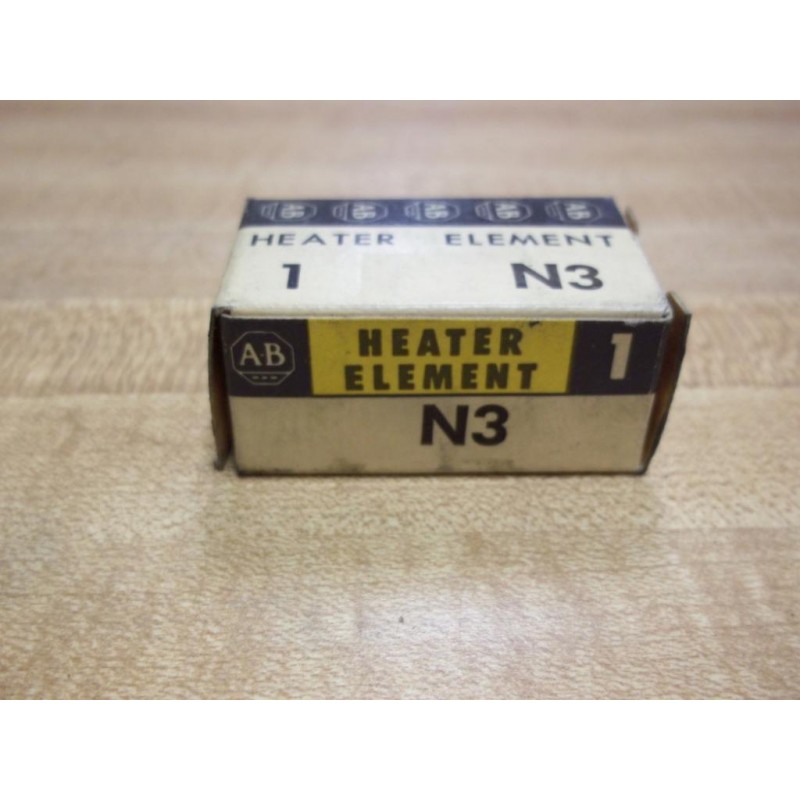 A-B A-B A-B A-B A-B
HEATER ELEMENT
1 N3
A-B
HEATER
ELEMENT
1
N3